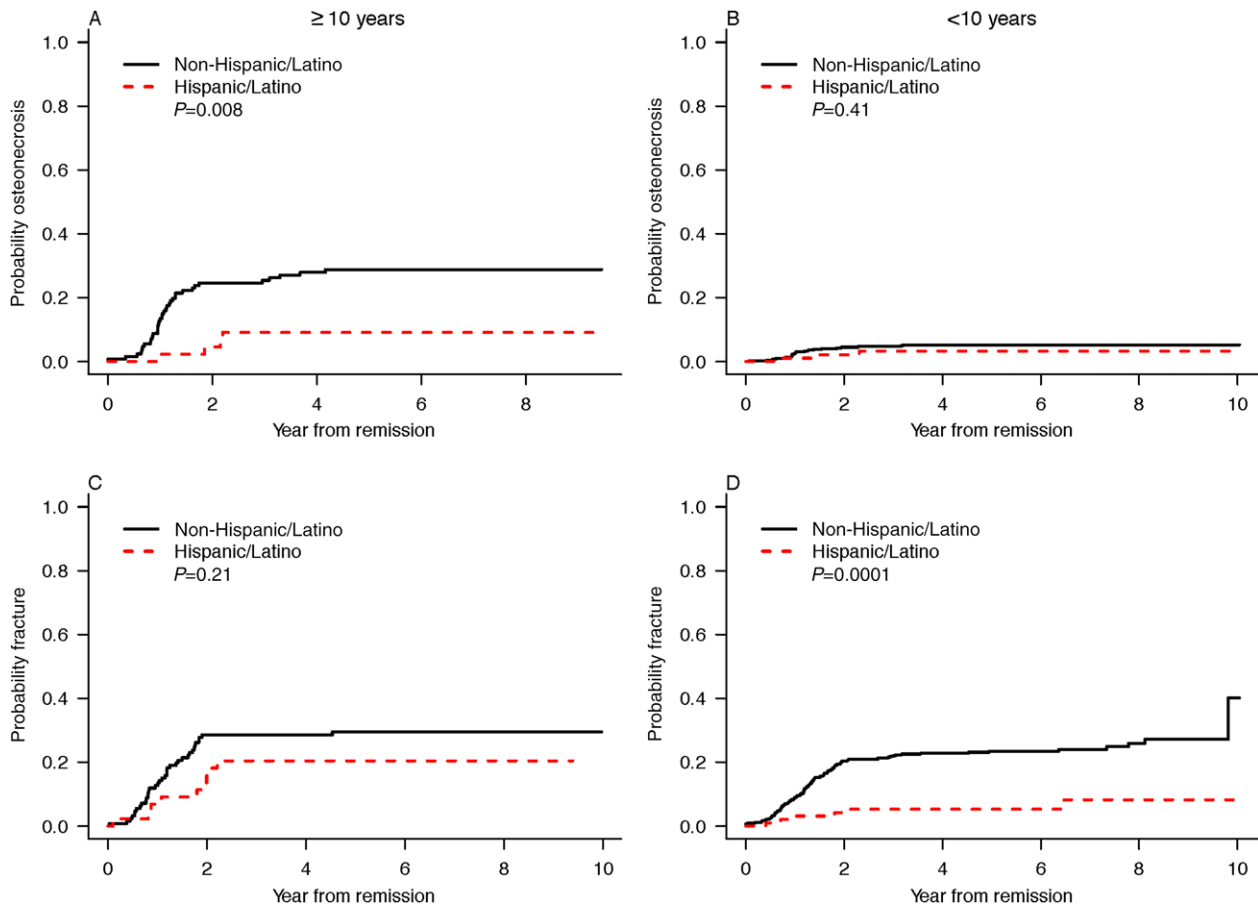 A
≥ 10 years
Non-Hispanic/Latino
Hispanic/Latino
P=0.008
1.0
0.8
0.6
0.4
0.2
0.0
Probability osteonecrosis
0 2 4 6 8
Year from remission
B
<10 years
Non-Hispanic/Latino
Hispanic/Latino
P=0.41
1.0
0.8
0.6
0.4
0.2
0.0
Probability osteonecrosis
0 2 4 6 8 10
Year from remission
C
Non-Hispanic/Latino
Hispanic/Latino
P=0.21
1.0
0.8
0.6
0.4
0.2
0.0
Probability fracture
0 2 4 6 8 10
Year from remission
D
Non-Hispanic/Latino
Hispanic/Latino
P=0.0001
1.0
0.8
0.6
0.4
0.2
0.0
Probability fracture
0 2 4 6 8 10
Year from remission